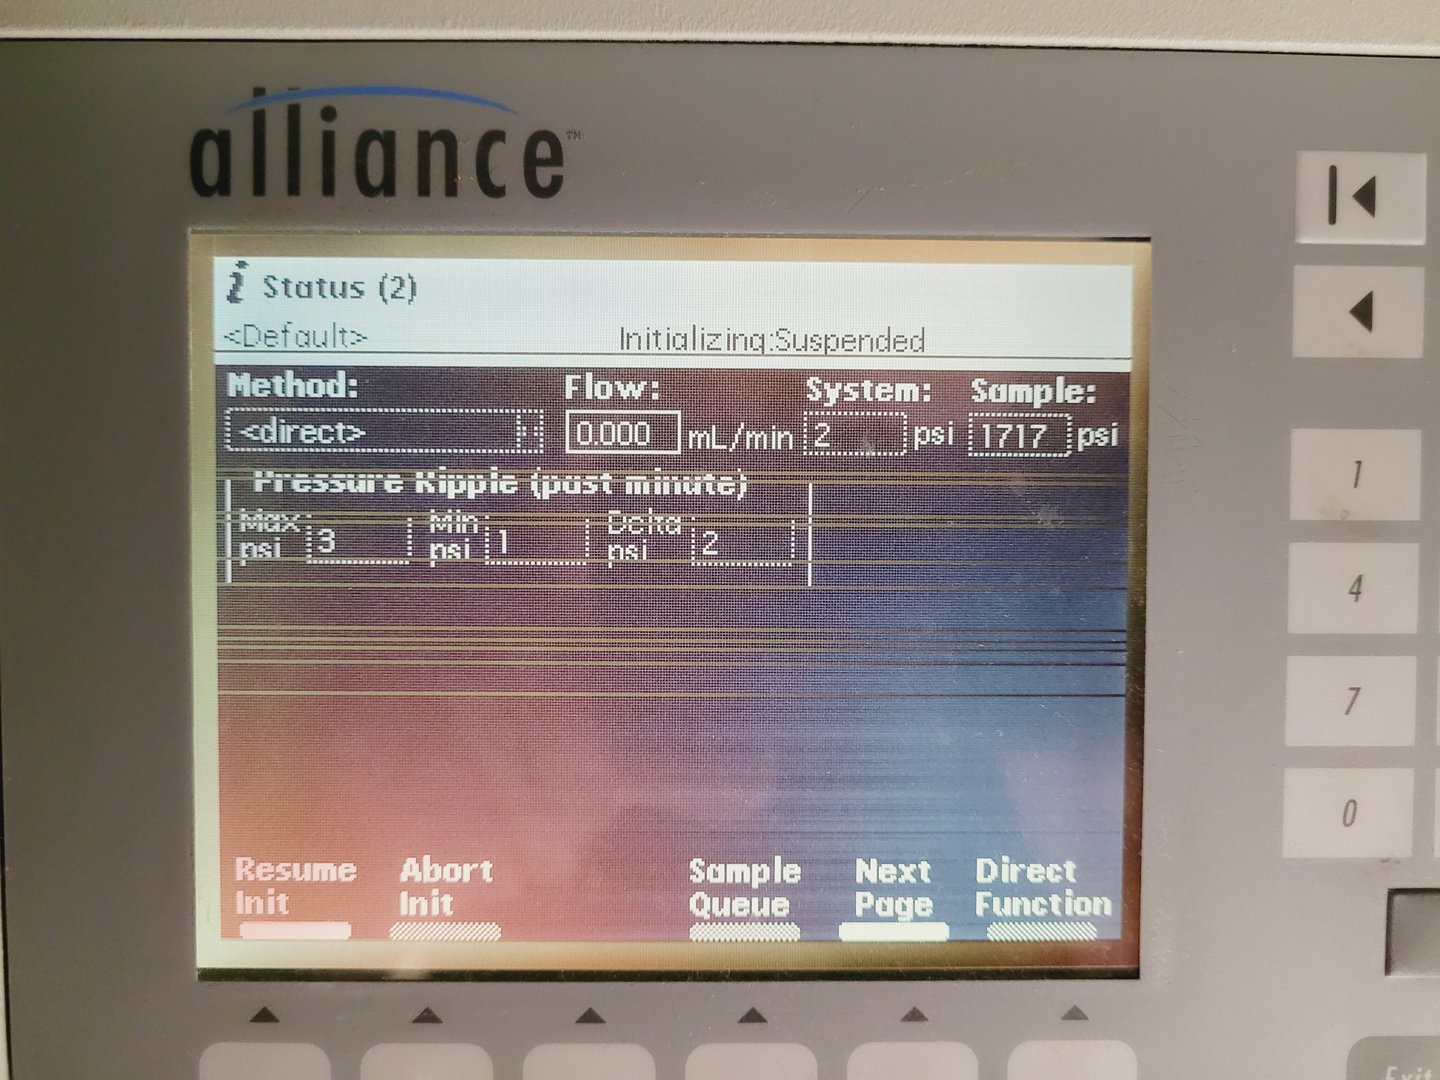 alliance™
i Status (2)
<Default> Initializing:Suspended
Method: Flow: System: Sample:
<direct> 0.000 mL/min 2 psi 1717 psi
Pressure Ripple (past minute)
Max Min Delta
psi 3 psi 1 psi 2
Resume Abort Sample Next Direct
Init Init Queue Page Function
1
4
7
0
Exit